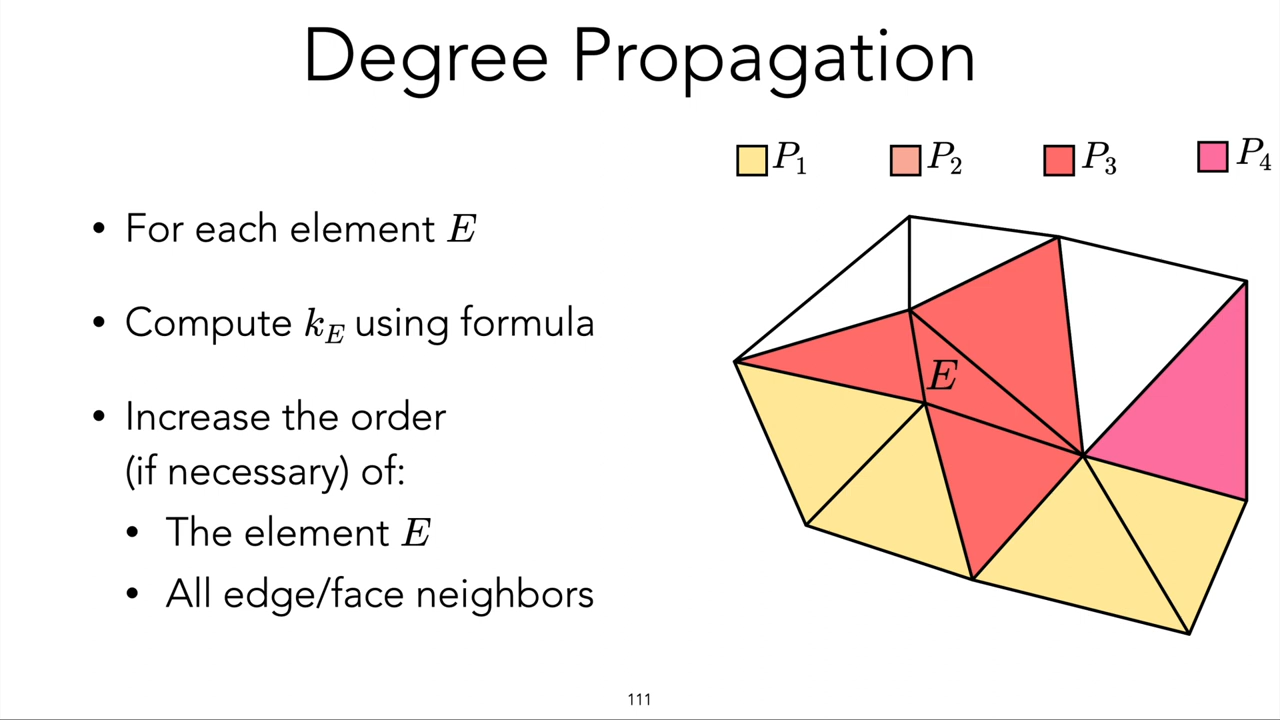 Degree Propagation
P₁ P₂ P₃ P₄
• For each element E
• Compute k_E using formula
• Increase the order
(if necessary) of:
• The element E
• All edge/face neighbors
E
111